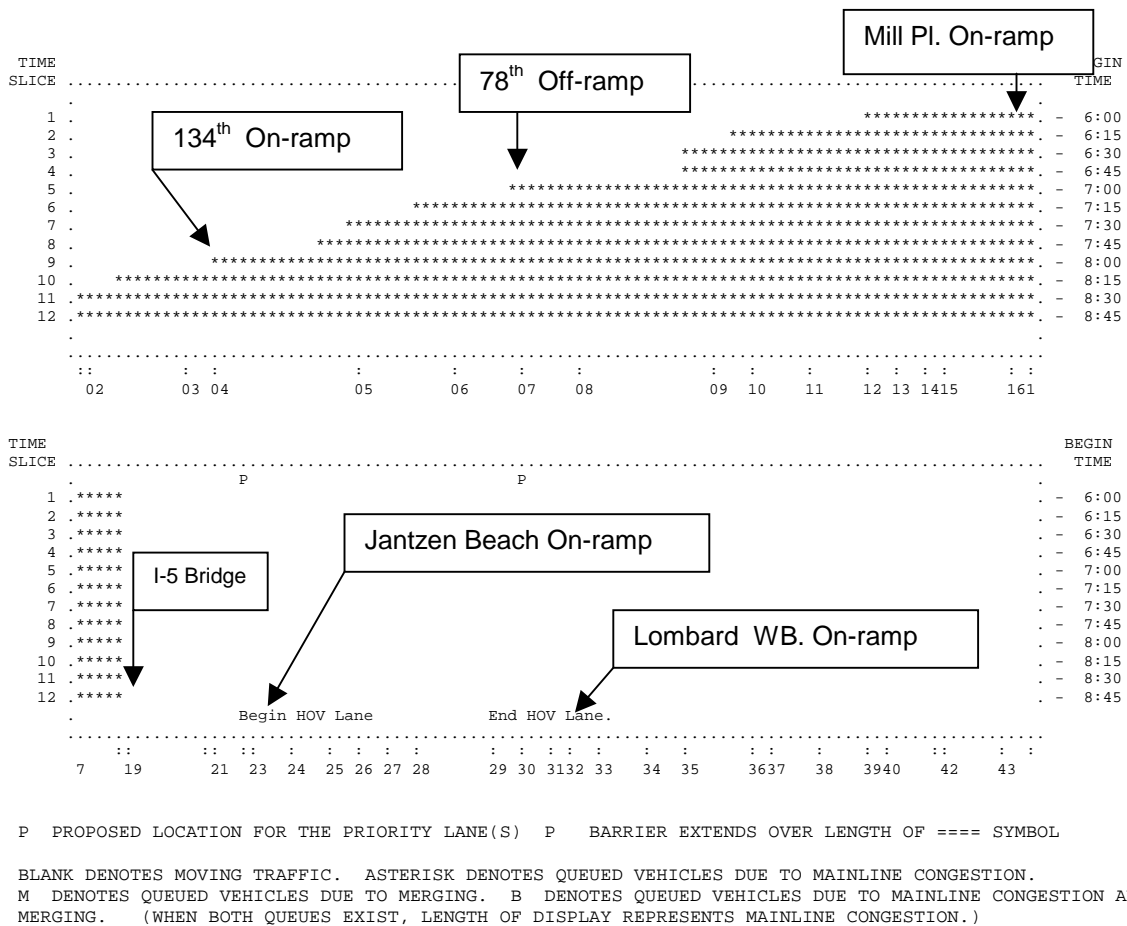 Mill Pl. On-ramp
TIME GIN
SLICE ...................................................................................................... TIME
78th Off-ramp
. .
1 . ******************. - 6:00
134th On-ramp
2 . ********************************. - 6:15
3 . *************************************. - 6:30
4 . *************************************. - 6:45
5 . *******************************************************. - 7:00
6 . *****************************************************************. - 7:15
7 . ************************************************************************. - 7:30
8 . ***************************************************************************. - 7:45
9 . **************************************************************************************. - 8:00
10 . ************************************************************************************************. - 8:15
11 .****************************************************************************************************. - 8:30
12 .****************************************************************************************************. - 8:45
. .
......................................................................................................
:: : : : : : : : : : : : : : : :
02 03 04 05 06 07 08 09 10 11 12 13 1415 161
TIME BEGIN
SLICE ...................................................................................................... TIME
. P P .
1 .***** . - 6:00
2 .***** . - 6:15
3 .***** . - 6:30
Jantzen Beach On-ramp
4 .***** . - 6:45
I-5 Bridge
5 .***** . - 7:00
6 .***** . - 7:15
7 .***** . - 7:30
8 .***** . - 7:45
Lombard WB. On-ramp
9 .***** . - 8:00
10 .***** . - 8:15
11 .***** . - 8:30
12 .***** . - 8:45
. Begin HOV Lane End HOV Lane. .
......................................................................................................
:: :: :: : : : : : : : : : : : : : : : :: : :
7 19 21 23 24 25 26 27 28 29 30 3132 33 34 35 3637 38 3940 42 43
P PROPOSED LOCATION FOR THE PRIORITY LANE(S) P BARRIER EXTENDS OVER LENGTH OF ==== SYMBOL
BLANK DENOTES MOVING TRAFFIC. ASTERISK DENOTES QUEUED VEHICLES DUE TO MAINLINE CONGESTION.
M DENOTES QUEUED VEHICLES DUE TO MERGING. B DENOTES QUEUED VEHICLES DUE TO MAINLINE CONGESTION A
MERGING. (WHEN BOTH QUEUES EXIST, LENGTH OF DISPLAY REPRESENTS MAINLINE CONGESTION.)